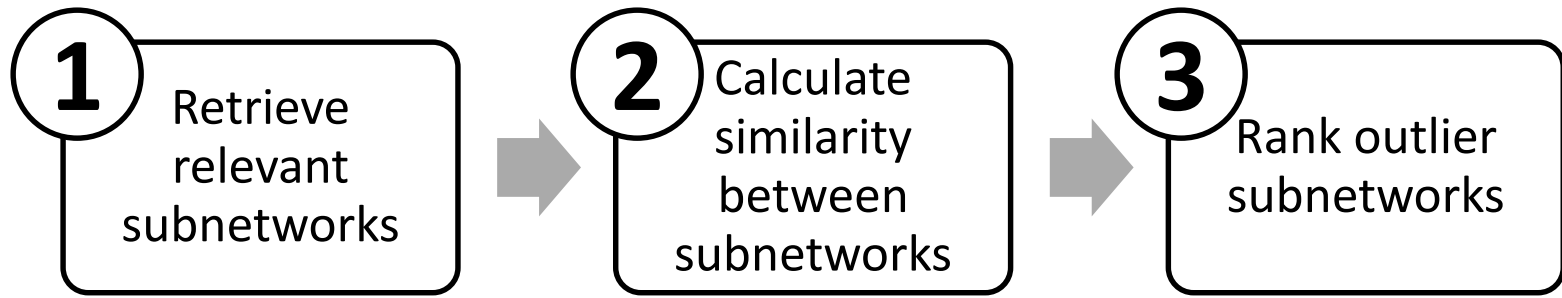 1
Retrieve
relevant
subnetworks
2
Calculate
similarity
between
subnetworks
3
Rank outlier
subnetworks